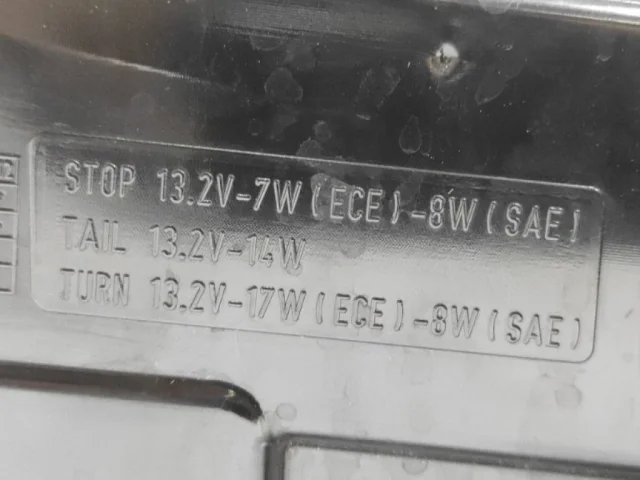 STOP 13.2V-7W (ECE)-8W (SAE)
TAIL 13.2V-14W
TURN 13.2V-17W (ECE)-8W (SAE)